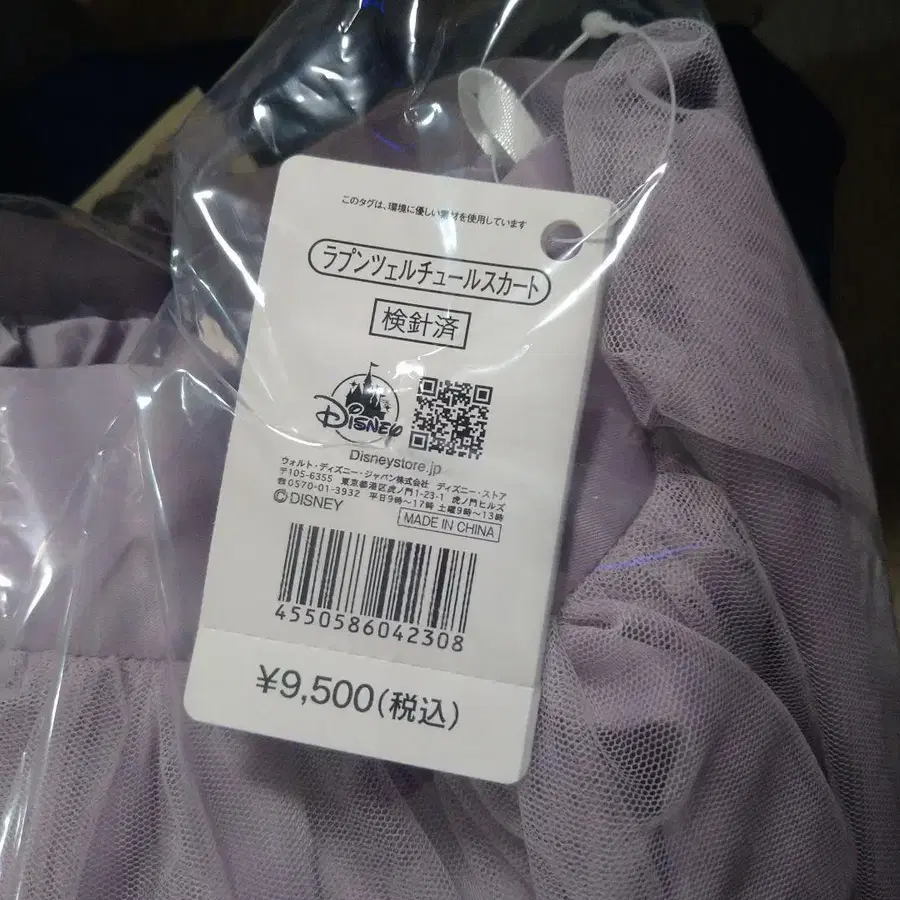 このタグは、環境に優しい素材を使用しています
ラプンツェルチュールスカート
検針済
Disney
Disneystore.jp
ウォルト・ディズニー・ジャパン株式会社 ディズニー・ストア
〒105-6355 東京都港区虎ノ門1-23-1 虎ノ門ヒルズ
☎0570-01-3932 平日9時〜17時 土曜9時〜13時
©DISNEY
MADE IN CHINA
4550586042308
¥9,500(税込)